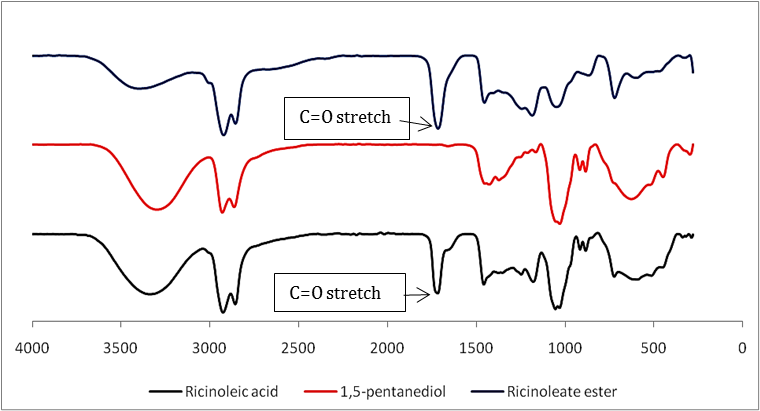 C=O stretch
C=O stretch
4000 3500 3000 2500 2000 1500 1000 500 0
Ricinoleic acid 1,5-pentanediol Ricinoleate ester